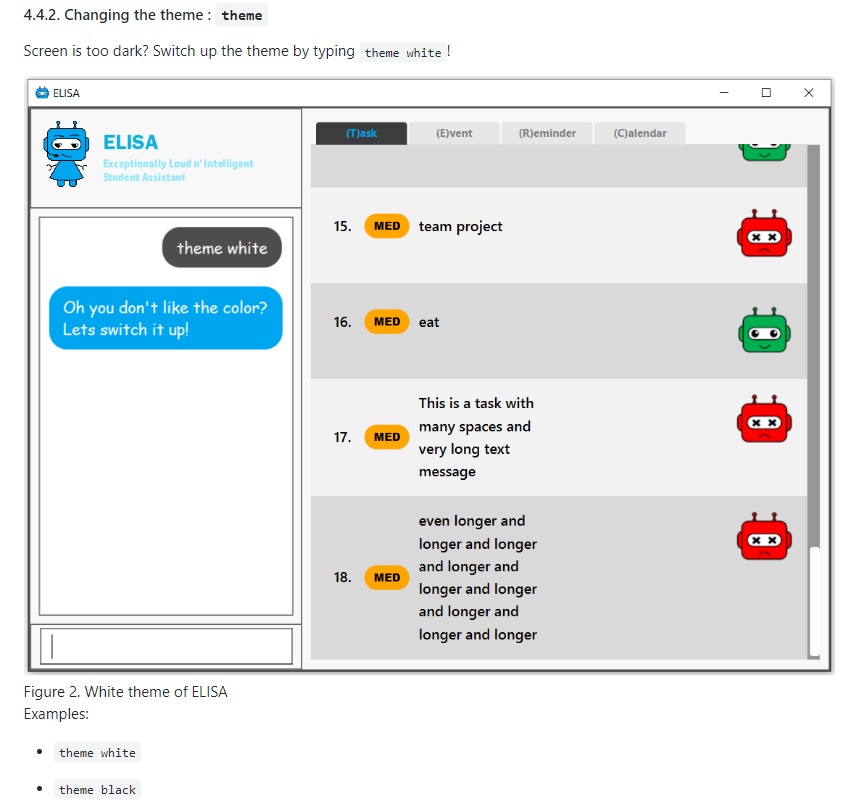 4.4.2. Changing the theme : theme
Screen is too dark? Switch up the theme by typing theme white !
ELISA
ELISA
Exceptionally Loud n' Intelligent
Student Assistant
theme white
Oh you don't like the color?
Lets switch it up!
(T)ask
(E)vent
(R)eminder
(C)alendar
15. MED team project
16. MED eat
17. MED
This is a task with
many spaces and
very long text
message
18. MED
even longer and
longer and longer
and longer and
longer and longer
and longer and
longer and longer
Figure 2. White theme of ELISA
Examples:
• theme white
• theme black